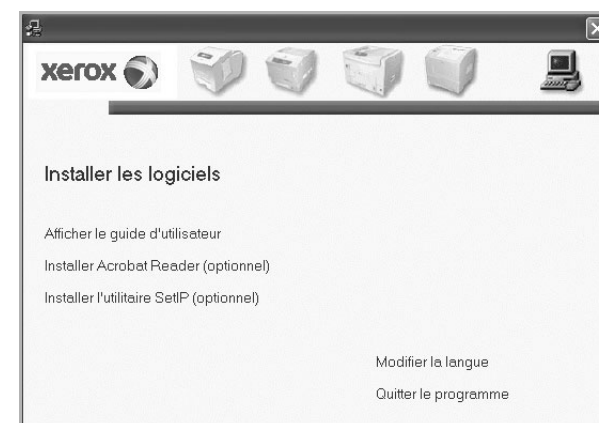 xerox
Installer les logiciels
Afficher le guide d'utilisateur
Installer Acrobat Reader (optionnel)
Installer l'utilitaire SetIP (optionnel)
Modifier la langue
Quitter le programme